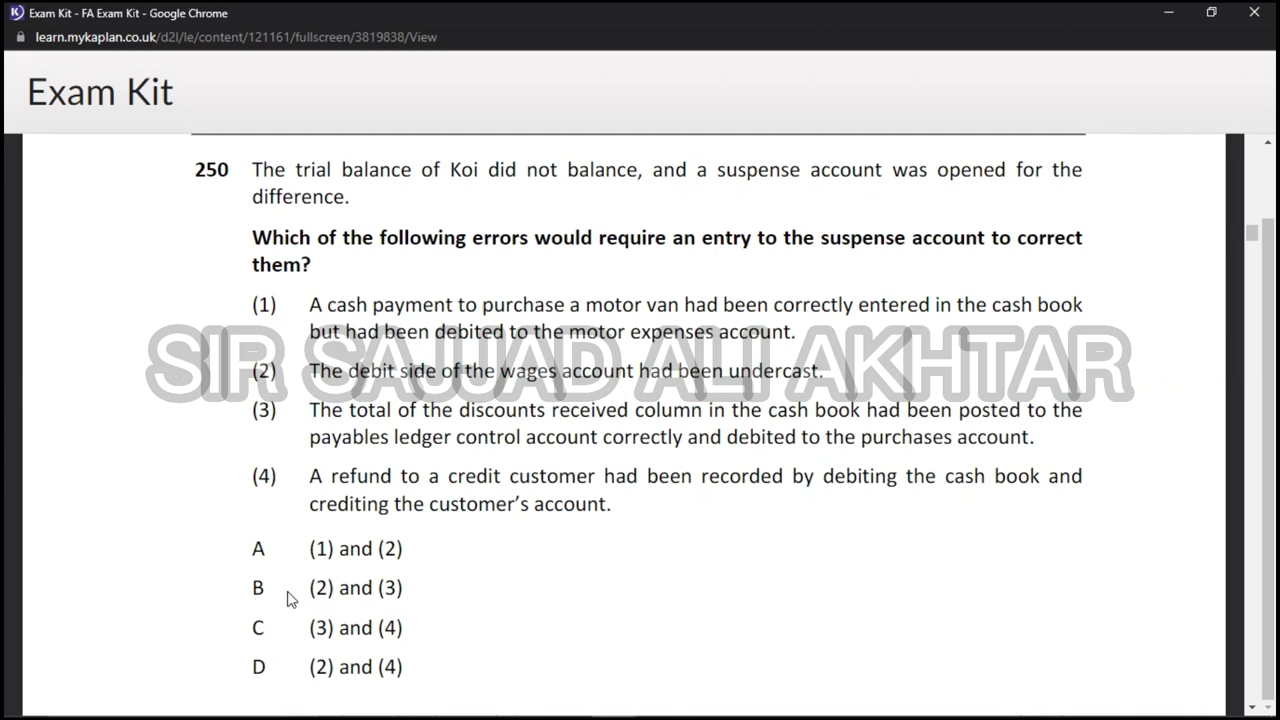 Exam Kit - FA Exam Kit - Google Chrome
learn.mykaplan.co.uk/d2l/le/content/121161/fullscreen/3819838/View
Exam Kit
250 The trial balance of Koi did not balance, and a suspense account was opened for the
difference.
Which of the following errors would require an entry to the suspense account to correct
them?
(1) A cash payment to purchase a motor van had been correctly entered in the cash book
but had been debited to the motor expenses account.
SIR SAJJAD ALI AKHTAR
(2) The debit side of the wages account had been undercast.
(3) The total of the discounts received column in the cash book had been posted to the
payables ledger control account correctly and debited to the purchases account.
(4) A refund to a credit customer had been recorded by debiting the cash book and
crediting the customer's account.
A (1) and (2)
B (2) and (3)
C (3) and (4)
D (2) and (4)